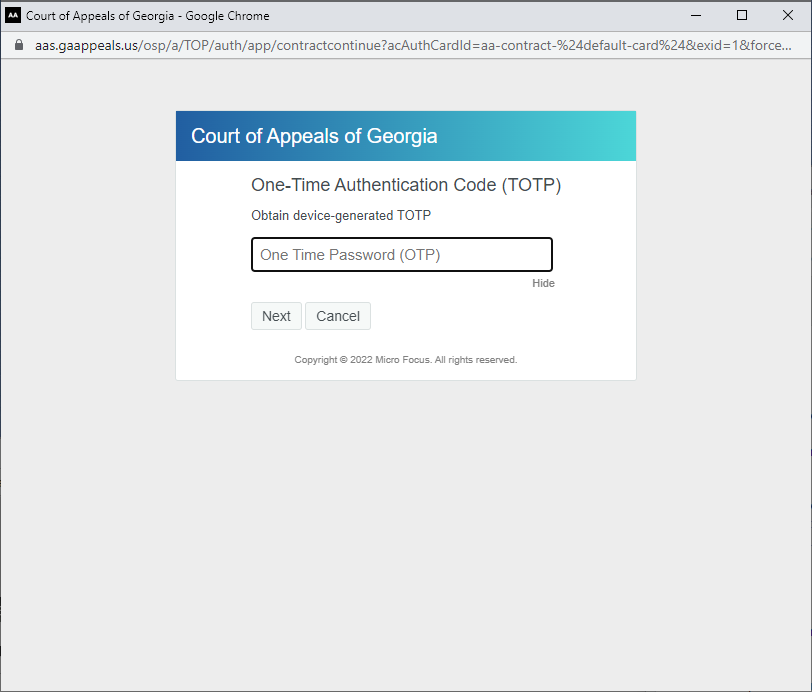 AA Court of Appeals of Georgia - Google Chrome
aas.gaappeals.us/osp/a/TOP/auth/app/contractcontinue?acAuthCardId=aa-contract-%24default-card%24&exid=1&force...
Court of Appeals of Georgia
One-Time Authentication Code (TOTP)
Obtain device-generated TOTP
One Time Password (OTP)
Hide
Next Cancel
Copyright © 2022 Micro Focus. All rights reserved.